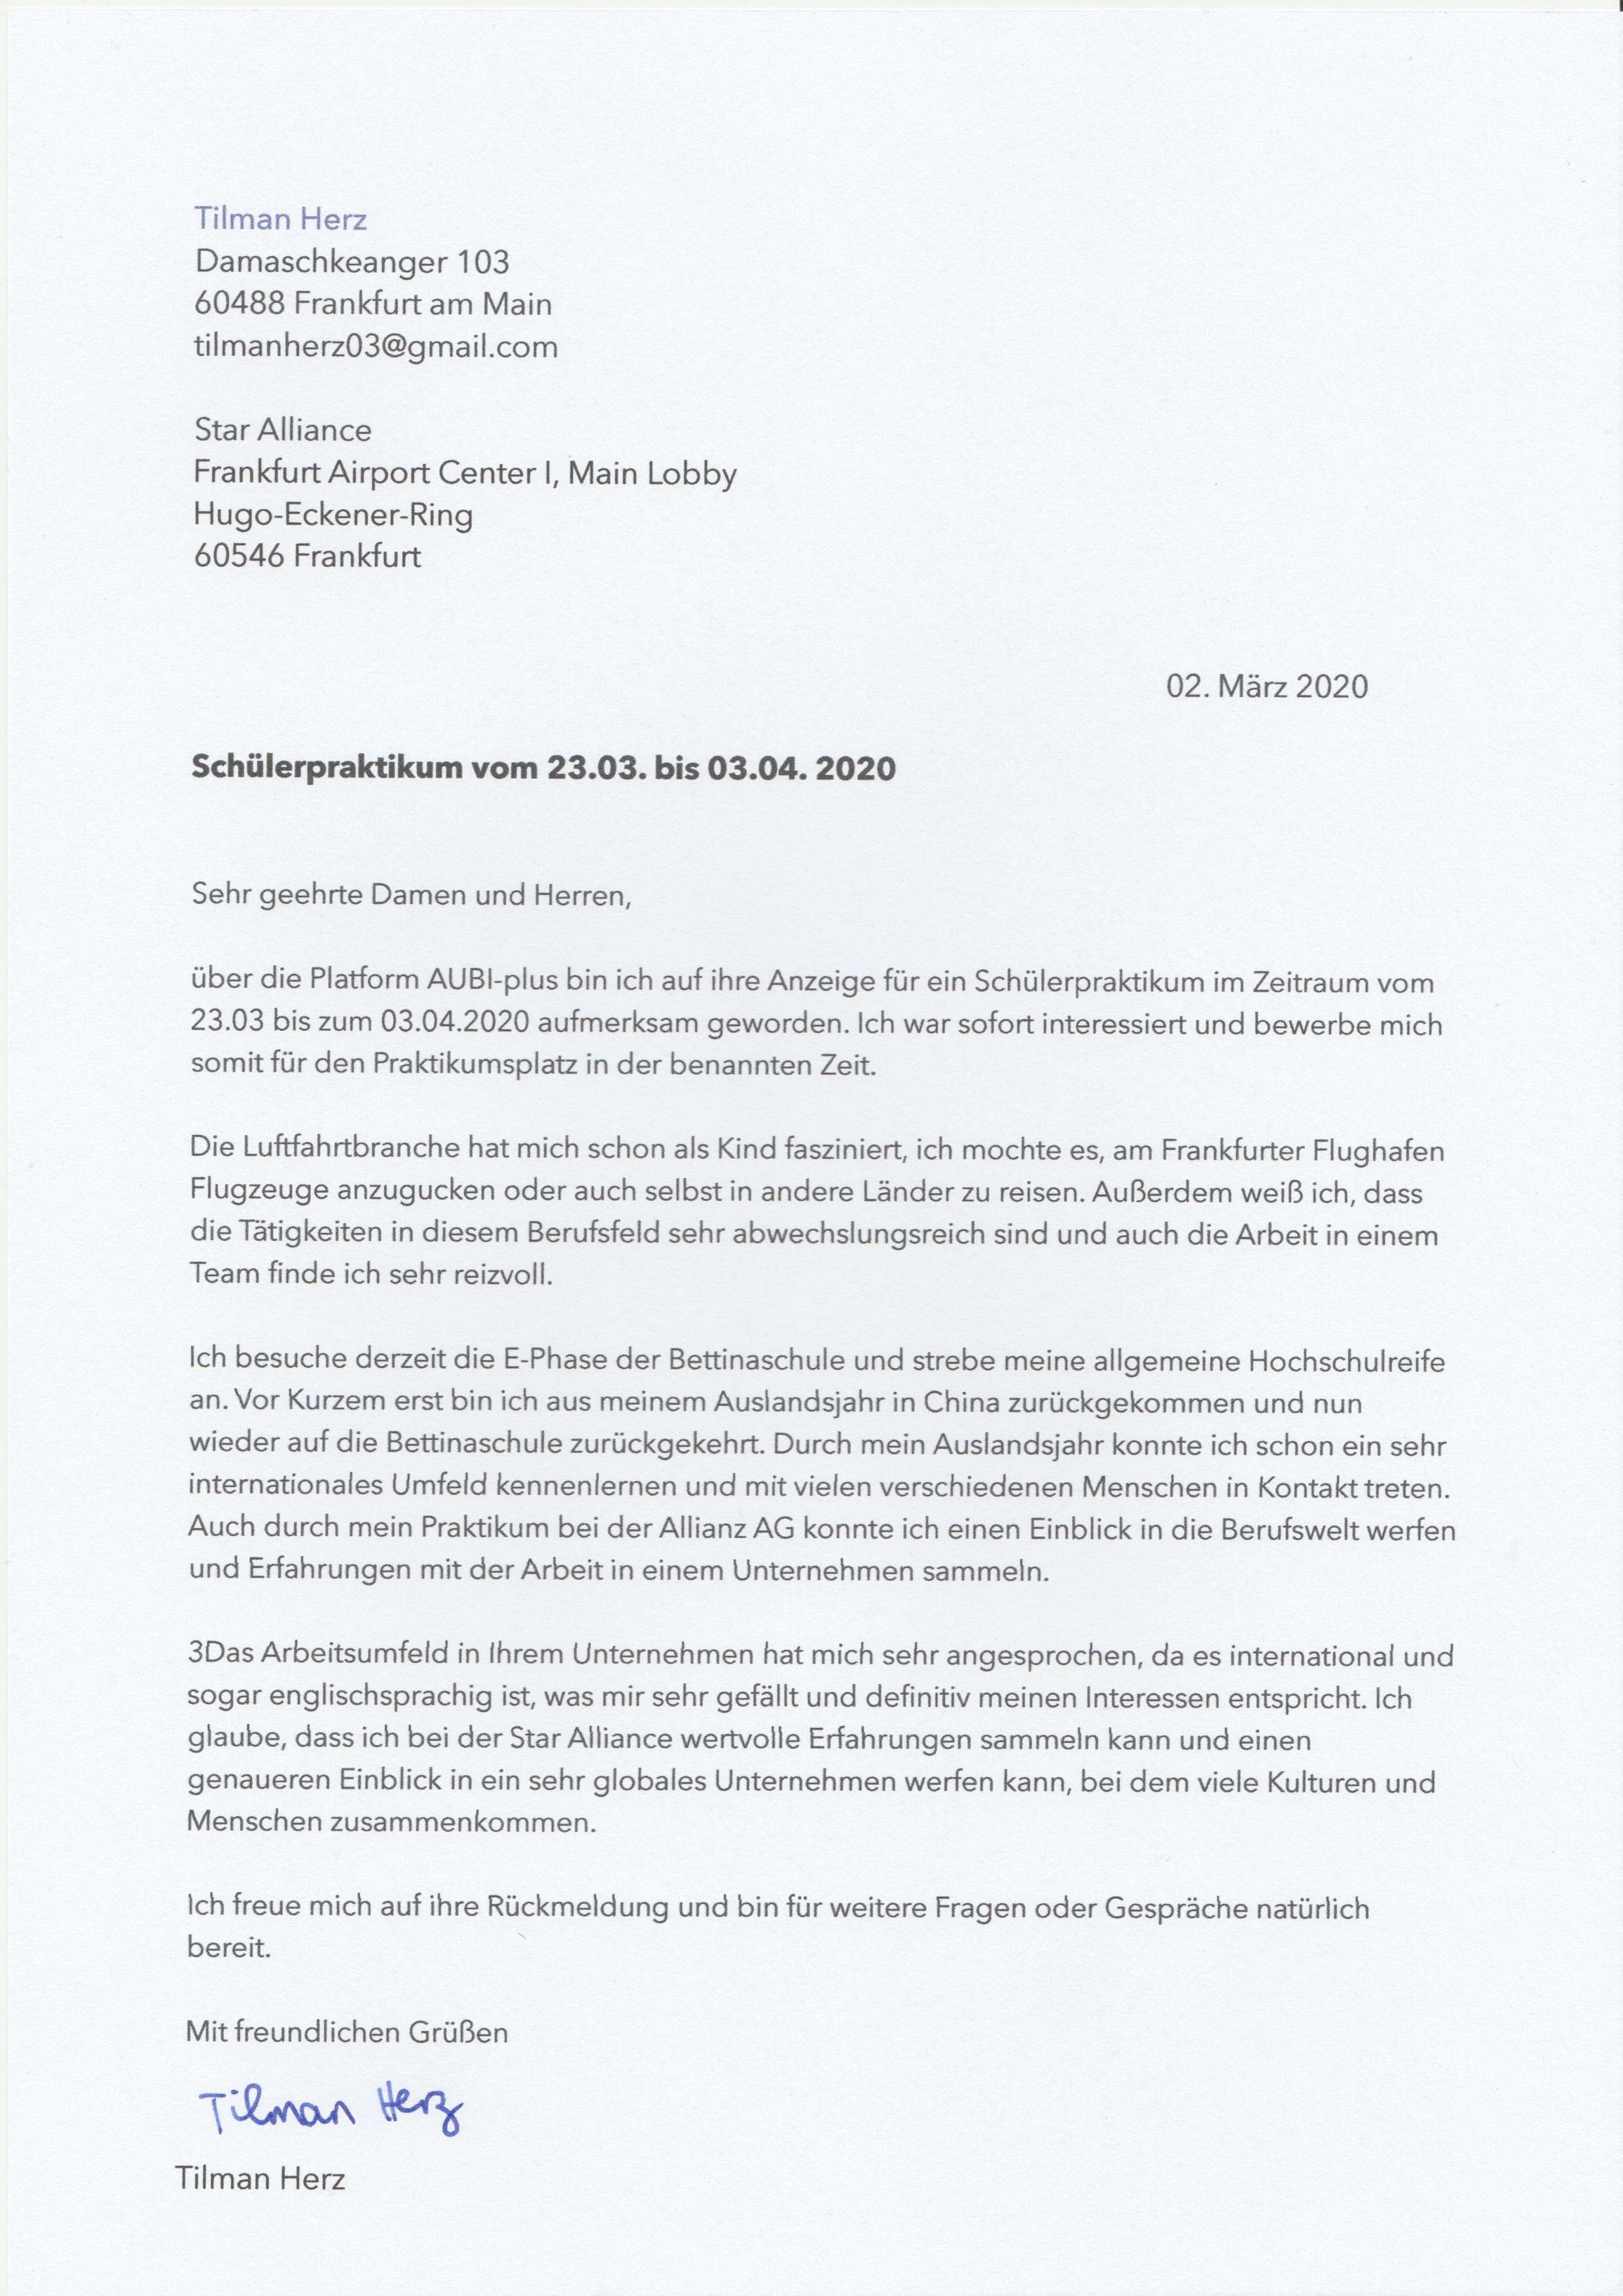 Tilman Herz
Damaschkeanger 103
60488 Frankfurt am Main
tilmanherz03@gmail.com
Star Alliance
Frankfurt Airport Center I, Main Lobby
Hugo-Eckener-Ring
60546 Frankfurt
02. März 2020
Schülerpraktikum vom 23.03. bis 03.04. 2020
Sehr geehrte Damen und Herren,
über die Platform AUBI-plus bin ich auf ihre Anzeige für ein Schülerpraktikum im Zeitraum vom
23.03 bis zum 03.04.2020 aufmerksam geworden. Ich war sofort interessiert und bewerbe mich
somit für den Praktikumsplatz in der benannten Zeit.
Die Luftfahrtbranche hat mich schon als Kind fasziniert, ich mochte es, am Frankfurter Flughafen
Flugzeuge anzugucken oder auch selbst in andere Länder zu reisen. Außerdem weiß ich, dass
die Tätigkeiten in diesem Berufsfeld sehr abwechslungsreich sind und auch die Arbeit in einem
Team finde ich sehr reizvoll.
Ich besuche derzeit die E-Phase der Bettinaschule und strebe meine allgemeine Hochschulreife
an. Vor Kurzem erst bin ich aus meinem Auslandsjahr in China zurückgekommen und nun
wieder auf die Bettinaschule zurückgekehrt. Durch mein Auslandsjahr konnte ich schon ein sehr
internationales Umfeld kennenlernen und mit vielen verschiedenen Menschen in Kontakt treten.
Auch durch mein Praktikum bei der Allianz AG konnte ich einen Einblick in die Berufswelt werfen
und Erfahrungen mit der Arbeit in einem Unternehmen sammeln.
3Das Arbeitsumfeld in Ihrem Unternehmen hat mich sehr angesprochen, da es international und
sogar englischsprachig ist, was mir sehr gefällt und definitiv meinen Interessen entspricht. Ich
glaube, dass ich bei der Star Alliance wertvolle Erfahrungen sammeln kann und einen
genaueren Einblick in ein sehr globales Unternehmen werfen kann, bei dem viele Kulturen und
Menschen zusammenkommen.
Ich freue mich auf ihre Rückmeldung und bin für weitere Fragen oder Gespräche natürlich
bereit.
Mit freundlichen Grüßen
Tilman Herz
Tilman Herz